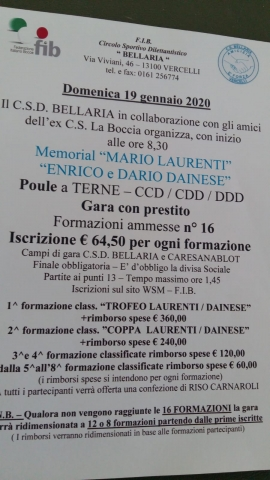 F.I.B.
Circolo Sportivo Dilettantistico
" BELLARIA "
Via Viviani, 46 – 13100 VERCELLI
tel. e fax: 0161 256774
fib
Domenica 19 gennaio 2020
Il C.S.D. BELLARIA in collaborazione con gli amici
dell'ex C.S. La Boccia organizza, con inizio
alle ore 8,30
Memorial "MARIO LAURENTI"
"ENRICO e DARIO DAINESE"
Poule a TERNE – CCD / CDD / DDD
Gara con prestito
Formazioni ammesse n° 16
Iscrizione € 64,50 per ogni formazione
Campi di gara C.S.D. BELLARIA e CARESANABLOT
Finale obbligatoria – E' d'obbligo la divisa Sociale
Partite ai punti 13 – Tempo massimo ore 1,45
Iscrizioni sul sito WSM – F.I.B.
1^ formazione class. "TROFEO LAURENTI / DAINESE"
+rimborso spese € 360,00
2^ formazione class. "COPPA LAURENTI / DAINESE"
+rimborso spese € 240,00
3^e 4^ formazione classificate rimborso spese € 120,00
dalla 5^all'8^ formazione classificate rimborso spese € 60,00
(i rimborsi spese si intendono per ogni formazione)
A tutti i partecipanti verrà offerta una confezione di RISO CARNAROLI
N.B. – Qualora non vengono raggiunte le 16 FORMAZIONI la gara
verrà ridimensionata a 12 o 8 formazioni partendo dalle prime iscritte
( I rimborsi verranno ridimensionati in base alle formazioni partecipanti)